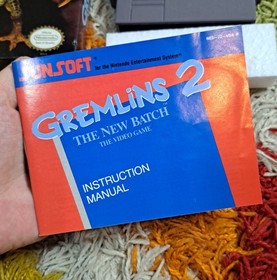 SUNSOFT for the Nintendo Entertainment System®
GREMLINS 2
THE NEW BATCH
THE VIDEO GAME
INSTRUCTION
MANUAL